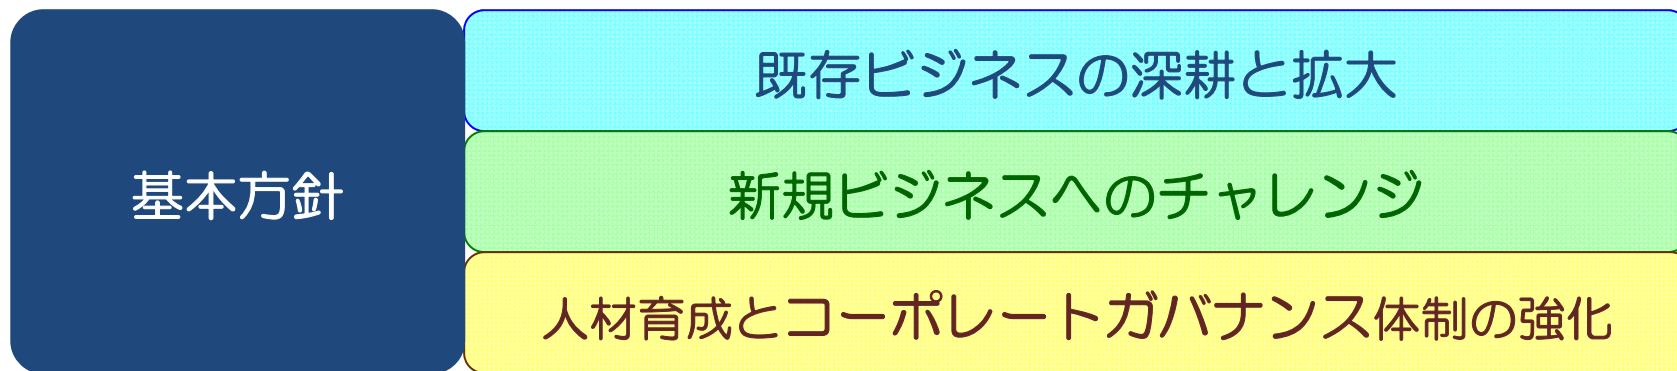 基本方針
既存ビジネスの深耕と拡大
新規ビジネスへのチャレンジ
人材育成とコーポレートガバナンス体制の強化